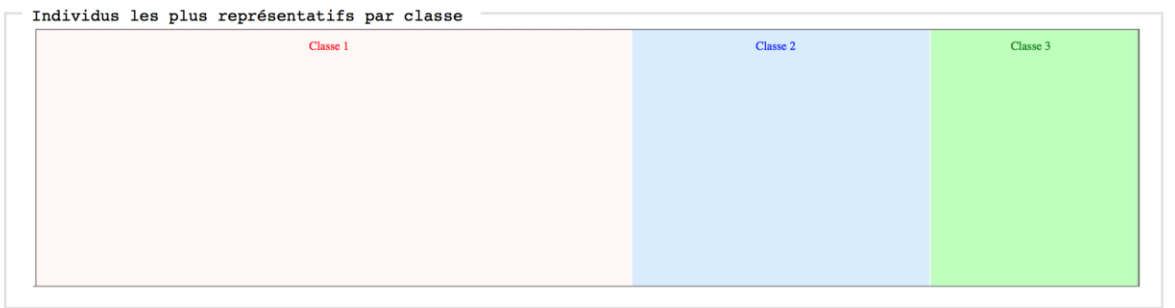 Individus les plus représentatifs par classe
Classe 1
Classe 2
Classe 3